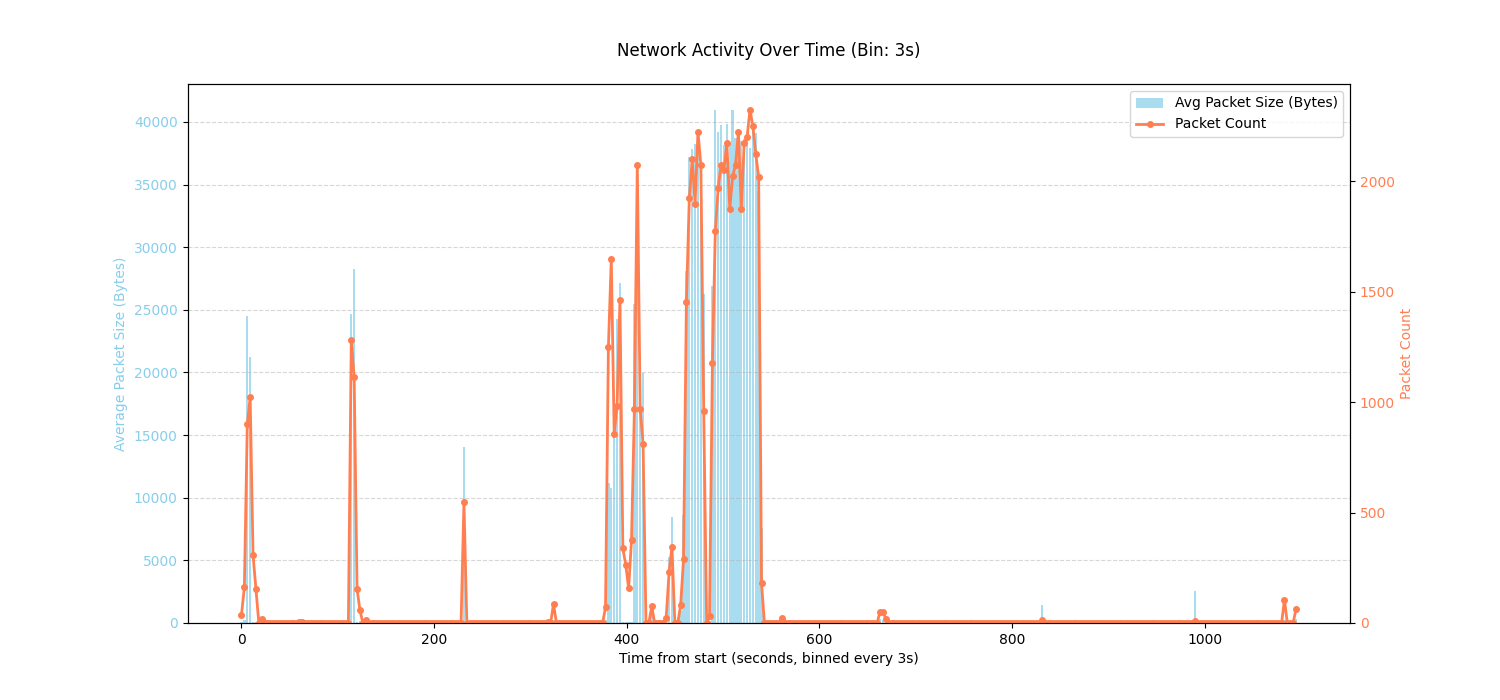 Network Activity Over Time (Bin: 3s)
Avg Packet Size (Bytes)
Packet Count
Average Packet Size (Bytes)
40000
35000
30000
25000
20000
15000
10000
5000
0
2000
1500
1000
500
0
Packet Count
0 200 400 600 800 1000
Time from start (seconds, binned every 3s)